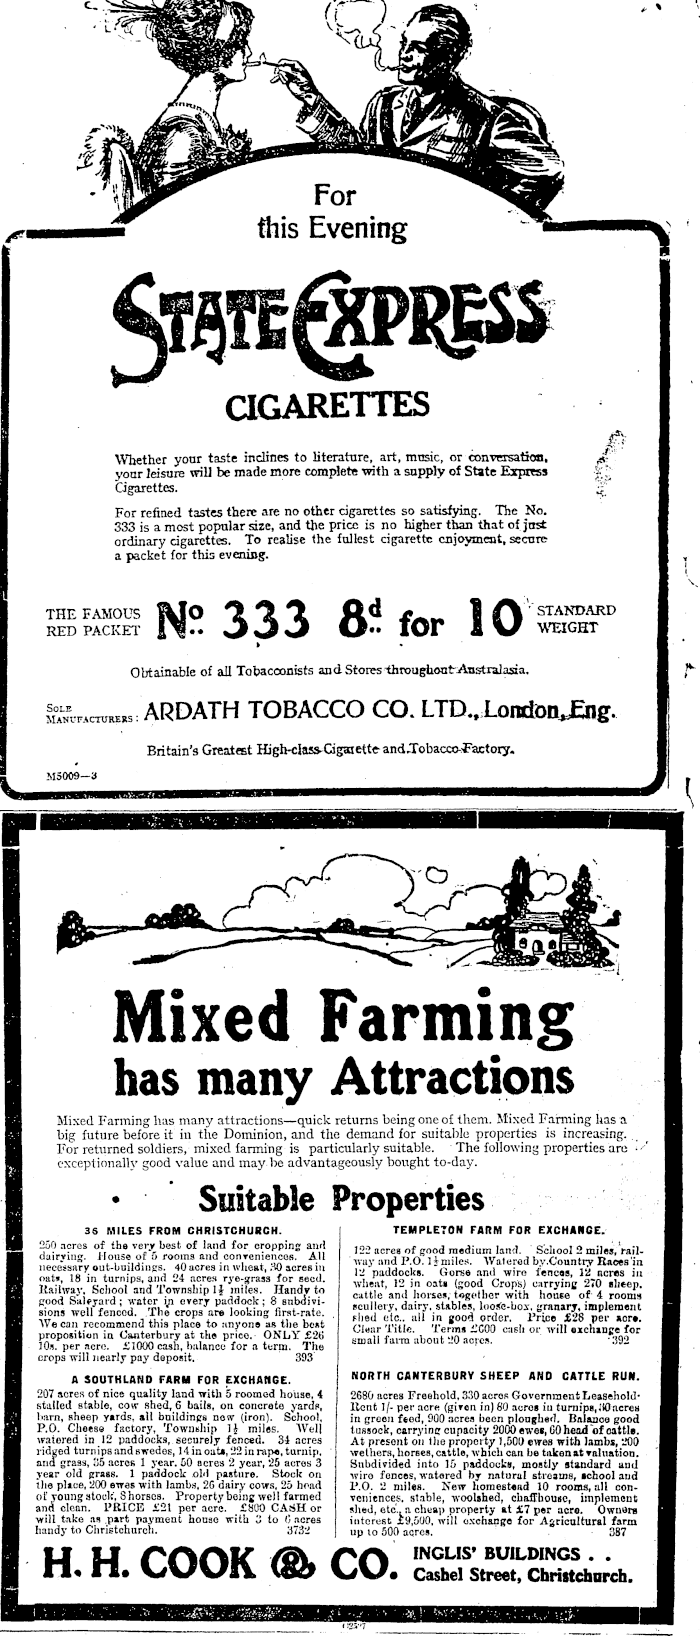 For
this Evening
STATE EXPRESS
CIGARETTES
Whether your taste inclines to literature, art, music, or conversation,
your leisure will be made more complete with a supply of State Express
Cigarettes.
For refined tastes there are no other cigarettes so satisfying. The No.
333 is a most popular size, and the price is no higher than that of just
ordinary cigarettes. To realise the fullest cigarette enjoyment, secure
a packet for this evening.
THE FAMOUS
RED PACKET
No. 333 8d. for 10
STANDARD
WEIGHT
Obtainable of all Tobacconists and Stores throughout Australasia.
SOLE
MANUFACTURERS: ARDATH TOBACCO CO. LTD., London, Eng.
Britain's Greatest High-class Cigarette and Tobacco Factory.
M5009—3
Mixed Farming
has many Attractions
Mixed Farming has many attractions—quick returns being one of them. Mixed Farming has a
big future before it in the Dominion, and the demand for suitable properties is increasing.
For returned soldiers, mixed farming is particularly suitable. The following properties are
exceptionally good value and may be advantageously bought to-day.
Suitable Properties
36 MILES FROM CHRISTCHURCH.
250 acres of the very best of land for cropping and
dairying. House of 5 rooms and conveniences. All
necessary out-buildings. 40 acres in wheat, 30 acres in
oats, 18 in turnips, and 24 acres rye-grass for seed.
Railway, School and Township 1½ miles. Handy to
good Saleyard; water in every paddock; 8 subdivi-
sions well fenced. The crops are looking first-rate.
We can recommend this place to anyone as the best
proposition in Canterbury at the price. ONLY £26
10s. per acre. £1000 cash, balance for a term. The
crops will nearly pay deposit. 393
A SOUTHLAND FARM FOR EXCHANGE.
207 acres of nice quality land with 5 roomed house, 4
stalled stable, cow shed, 6 bails, on concrete yards,
barn, sheep yards, all buildings new (iron). School,
P.O. Cheese factory, Township 1½ miles. Well
watered in 12 paddocks, securely fenced. 34 acres
ridged turnips and swedes, 14 in oats, 22 in rape, turnip,
and grass, 35 acres 1 year, 50 acres 2 year, 25 acres 3
year old grass. 1 paddock old pasture. Stock on
the place, 200 ewes with lambs, 26 dairy cows, 25 head
of young stock, 8 horses. Property being well farmed
and clean. PRICE £21 per acre. £800 CASH or
will take as part payment house with 3 to 6 acres
handy to Christchurch. 3732
TEMPLETON FARM FOR EXCHANGE.
122 acres of good medium land. School 2 miles, rail-
way and P.O. 1½ miles. Watered by Country Races in
12 paddocks. Gorse and wire fences, 12 acres in
wheat, 12 in oats (good Crops) carrying 270 sheep,
cattle and horses, together with house of 4 rooms
scullery, dairy, stables, loose-box, granary, implement
shed etc., all in good order. Price £28 per acre.
Clear Title. Terms £600 cash or will exchange for
small farm about 20 acres. 392
NORTH CANTERBURY SHEEP AND CATTLE RUN.
2680 acres Freehold, 330 acres Government Leasehold
Rent 1/- per acre (given in) 80 acres in turnips, 30 acres
in green feed, 900 acres been ploughed. Balance good
tussock, carrying capacity 2000 ewes, 60 head of cattle.
At present on the property 1,500 ewes with lambs, 200
wethers, horses, cattle, which can be taken at valuation.
Subdivided into 15 paddocks, mostly standard and
wire fences, watered by natural streams, school and
P.O. 2 miles. New homestead 10 rooms, all con-
veniences, stable, woolshed, chaffhouse, implement
shed, etc., a cheap property at £7 per acre. Owners
interest £9,500, will exchange for Agricultural farm
up to 500 acres. 387
H. H. COOK & CO.
INGLIS' BUILDINGS . .
Cashel Street, Christchurch.